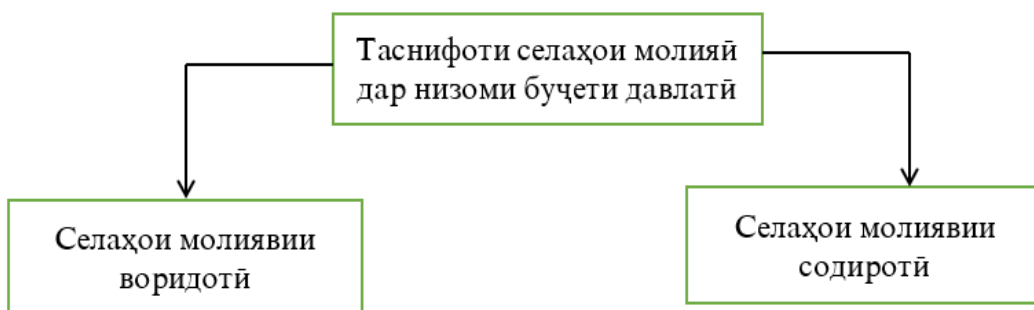 Таснифоти селаҳои молияӣ
дар низоми буҷети давлатӣ
Селаҳои молиявии
воридотӣ
Селаҳои молиявии
содиротӣ